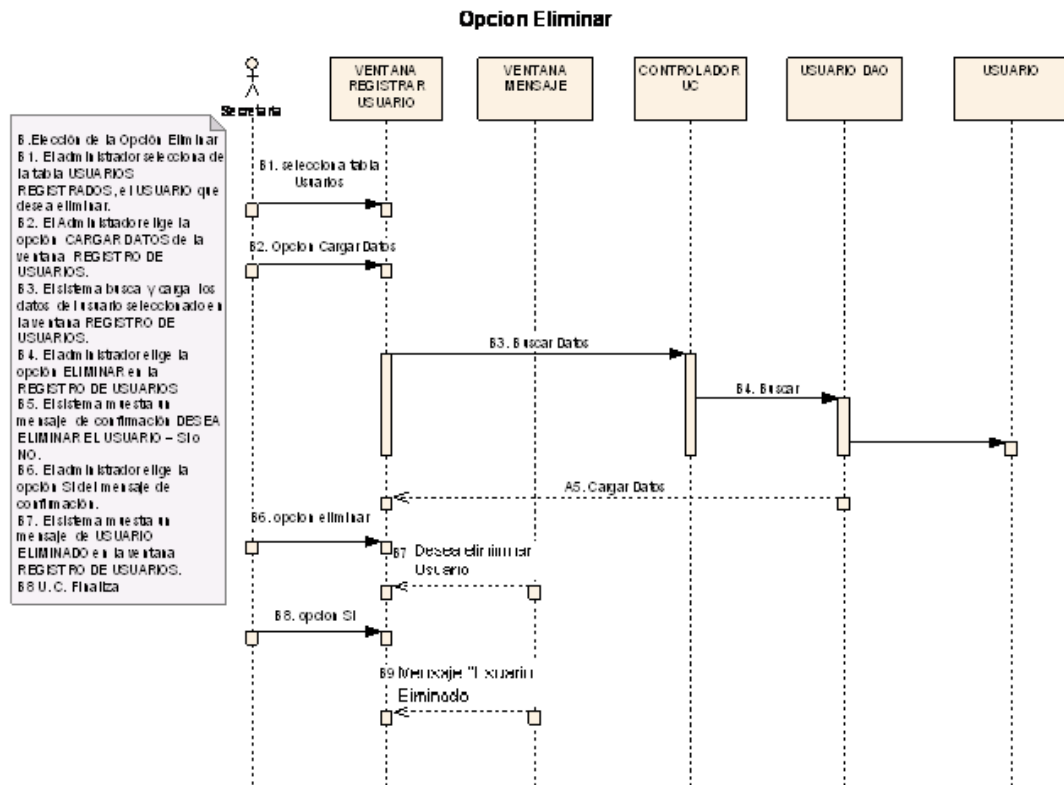 Opcion Eliminar
VENTANA
REGISTRAR
USUARIO
VENTANA
MENSAJE
CONTROLADOR
UC
USUARIO DAO
USUARIO
Secretaria
B.Elección de la Opción Eliminar
B1. El administrador selecciona de
la tabla USUARIOS
REGISTRADOS, el USUARIO que
desea eliminar.
B2. El Administrador elige la
opción CARGAR DATOS de la
ventana REGISTRO DE
USUARIOS.
B3. El sistema busca y carga los
datos del usuario seleccionado en
la ventana REGISTRO DE
USUARIOS.
B4. El administrador elige la
opción ELIMINAR en la
REGISTRO DE USUARIOS
B5. El sistema muestra un
mensaje de confirmación DESEA
ELIMINAR EL USUARIO – SI o
NO.
B6. El administrador elige la
opción SI del mensaje de
confirmación.
B7. El sistema muestra un
mensaje de USUARIO
ELIMINADO en la ventana
REGISTRO DE USUARIOS.
B8 U.C. Finaliza
B1. selecciona tabla
Usuarios
B2. Opcion Cargar Datos
B3. Buscar Datos
B4. Buscar
A5. Cargar Datos
B6. opcion eliminar
B7 Desea eliminar
Usuario
B8. opcion SI
B9 Mensaje "Usuario
Eliminado